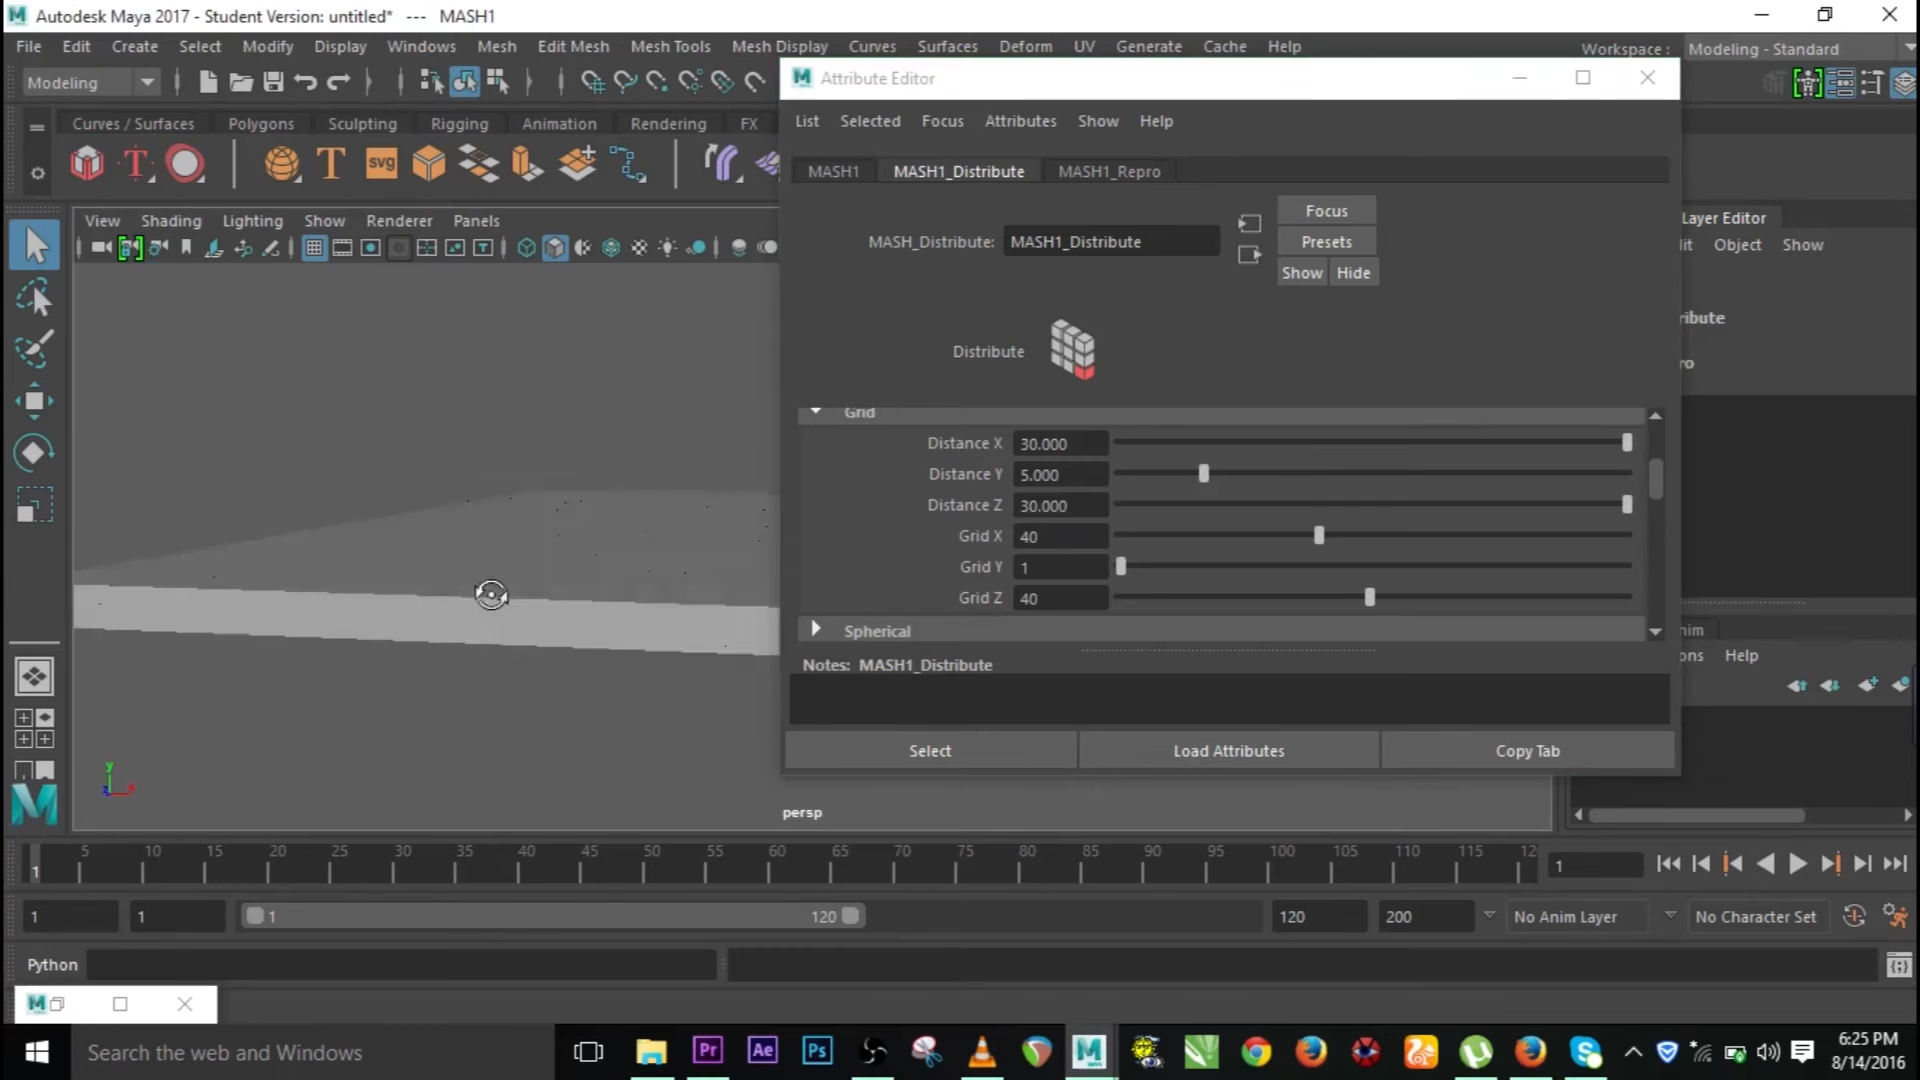 Autodesk Maya 2017 - Student Version: untitled* --- MASH1
File Edit Create Select Modify Display Windows Mesh Edit Mesh Mesh Tools Mesh Display Curves Surfaces Deform UV Generate Cache Help
Workspace : Modeling - Standard
Modeling
Attribute Editor
List Selected Focus Attributes Show Help
Curves / Surfaces Polygons Sculpting Rigging Animation Rendering FX
T T svg
MASH1 MASH1_Distribute MASH1_Repro
View Shading Lighting Show Renderer Panels
MASH_Distribute: MASH1_Distribute
Focus
Presets
Show Hide
Layer Editor
Object Show
Distribute
Grid
Distance X 30.000
Distance Y 5.000
Distance Z 30.000
Grid X 40
Grid Y 1
Grid Z 40
Spherical
Notes: MASH1_Distribute
Select Load Attributes Copy Tab
Help
y
z x
persp
1 5 10 15 20 25 30 35 40 45 50 55 60 65 70 75 80 85 90 95 100 105 110 115 12
1
1 1 1 120 120 200 No Anim Layer No Character Set
Python
M
Search the web and Windows
Pr Ae Ps
6:25 PM
8/14/2016